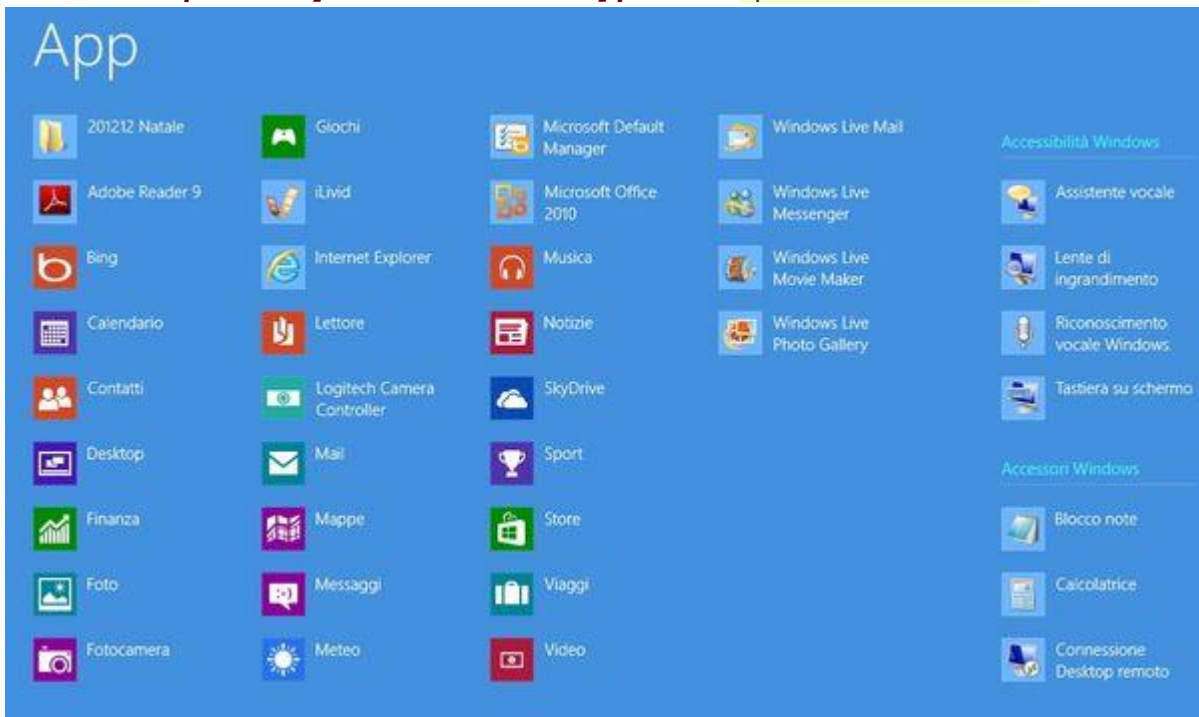 App
201212 Natale
Adobe Reader 9
Bing
Calendario
Contatti
Desktop
Finanza
Foto
Fotocamera
Giochi
iLivid
Internet Explorer
Lettore
Logitech Camera
Controller
Mail
Mappe
Messaggi
Meteo
Microsoft Default
Manager
Microsoft Office
2010
Musica
Notizie
SkyDrive
Sport
Store
Viaggi
Video
Windows Live Mail
Windows Live
Messenger
Windows Live
Movie Maker
Windows Live
Photo Gallery
Accessibilità Windows
Assistente vocale
Lente di
ingrandimento
Riconoscimento
vocale Windows
Tastiera su schermo
Accessori Windows
Blocco note
Calcolatrice
Connessione
Desktop remoto